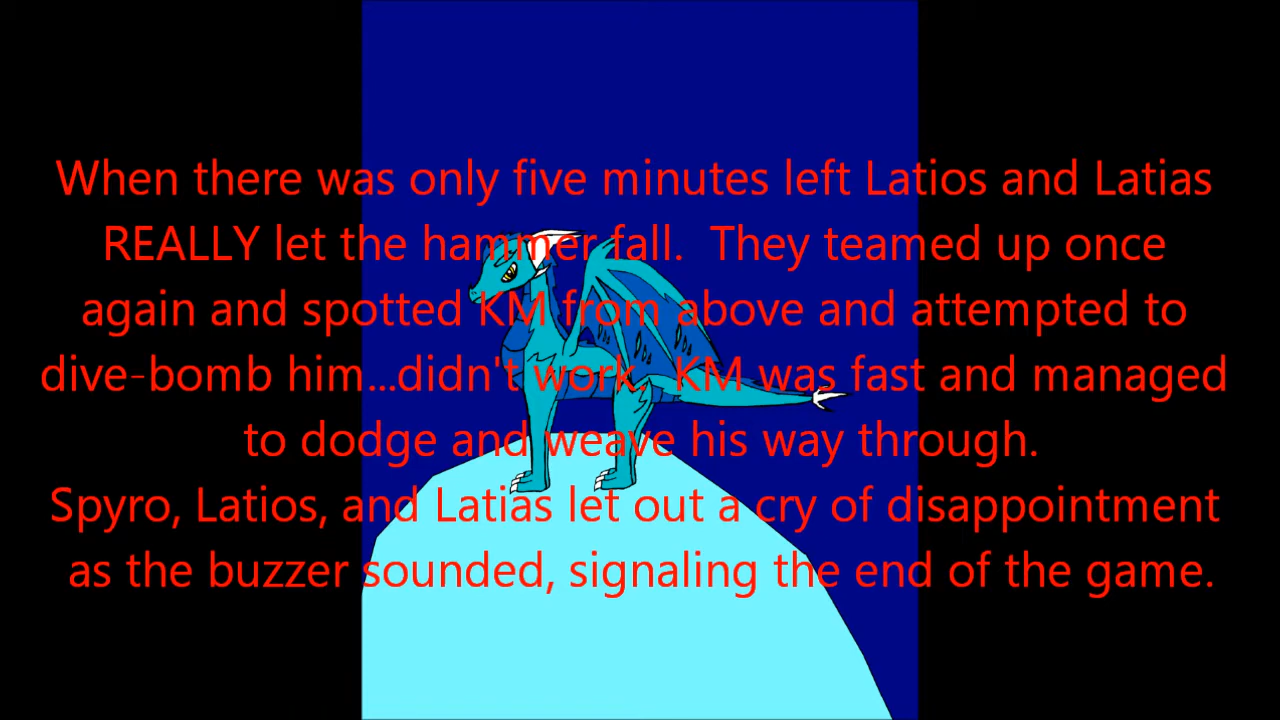 When there was only five minutes left Latios and Latias
REALLY let the hammer fall.  They teamed up once
again and spotted KM from above and attempted to
dive-bomb him...didn't work.  KM was fast and managed
to dodge and weave his way through.
Spyro, Latios, and Latias let out a cry of disappointment
as the buzzer sounded, signaling the end of the game.